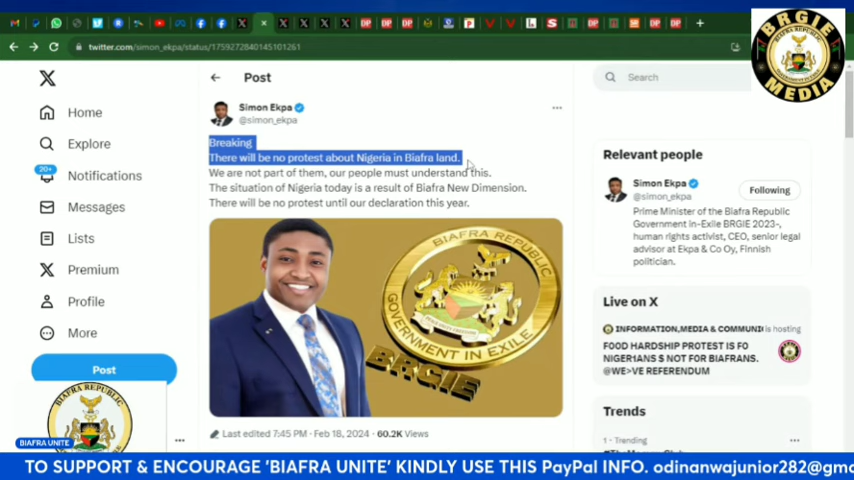 twitter.com/simon_ekpa/status/1759272840145101261
BRGIE
MEDIA
Post
Search
Simon Ekpa
@simon_ekpa
Breaking
There will be no protest about Nigeria in Biafra land.
We are not part of them, our people must understand this.
The situation of Nigeria today is a result of Biafra New Dimension.
There will be no protest until our declaration this year.
BIAFRA REPUBLIC
GOVERNMENT IN EXILE
BRGIE
Last edited 7:45 PM · Feb 18, 2024 · 60.2K Views
Home
Explore
20+
Notifications
Messages
Lists
Premium
Profile
More
Post
BIAFRA REPUBLIC
BIAFRA UNITE
Relevant people
Simon Ekpa
@simon_ekpa
Following
Prime Minister of the Biafra Republic
Government in-Exile BRGIE 2023-,
human rights activist, CEO, senior legal
advisor at Ekpa & Co Oy, Finnish
politician.
Live on X
INFORMATION,MEDIA & COMMUNI is hosting
FOOD HARDSHIP PROTEST IS FO
NIGER1AN$ $ NOT FOR BIAFRANS.
@WE>VE REFERENDUM
Trends
1 · Trending
TO SUPPORT & ENCOURAGE 'BIAFRA UNITE' KINDLY USE THIS PayPal INFO. odinanwajunior282@gmo